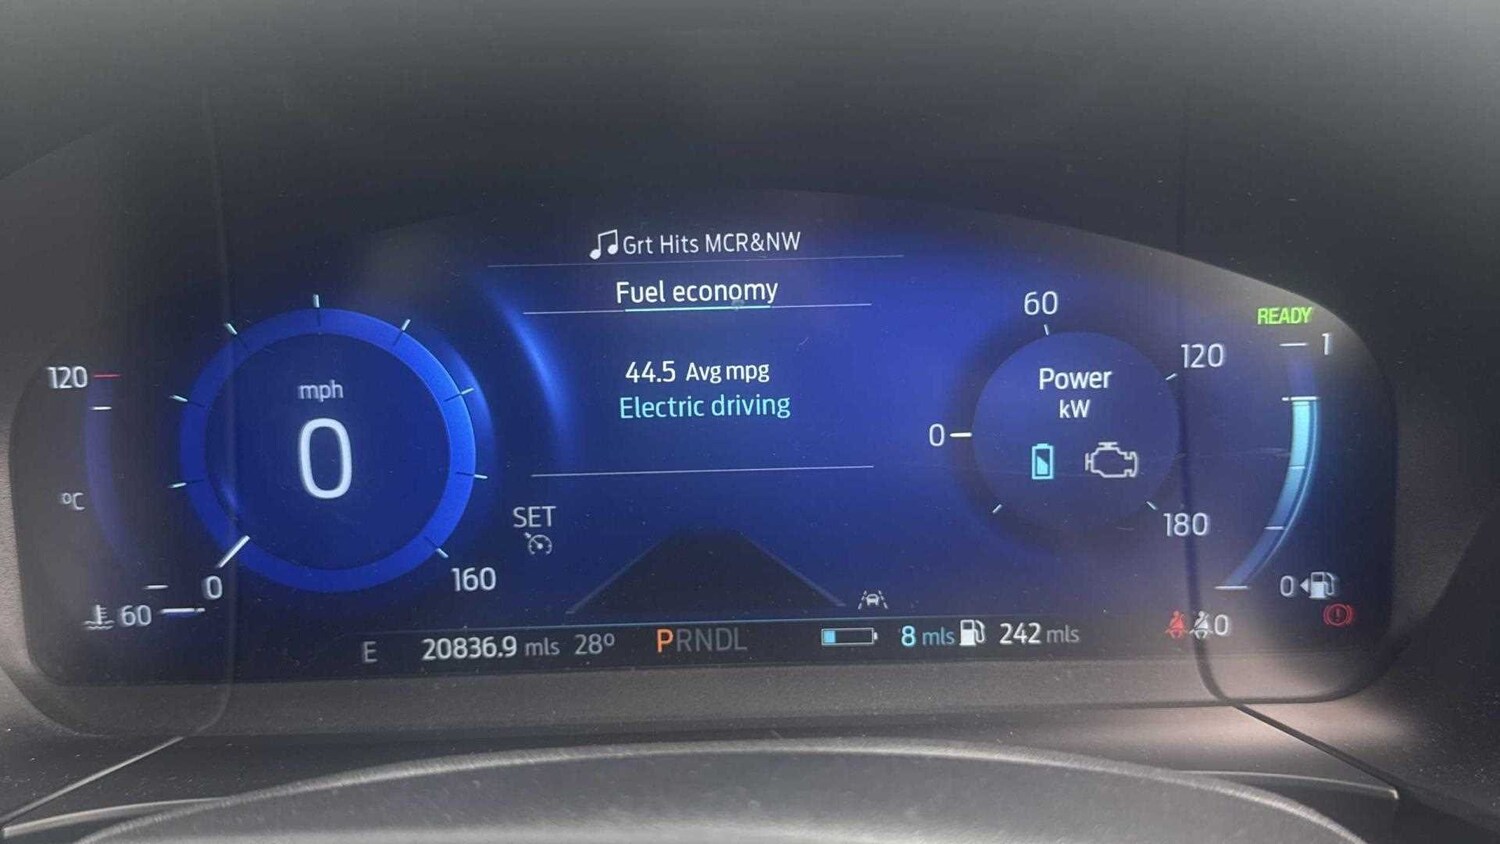 Grt Hits MCR&NW
Fuel economy
44.5 Avg mpg
Electric driving
120
°C
60
mph
0
0
160
SET
60
120
0
180
Power
kW
READY
1
0
0
E 20836.9 mls 28° PRNDL 8 mls 242 mls